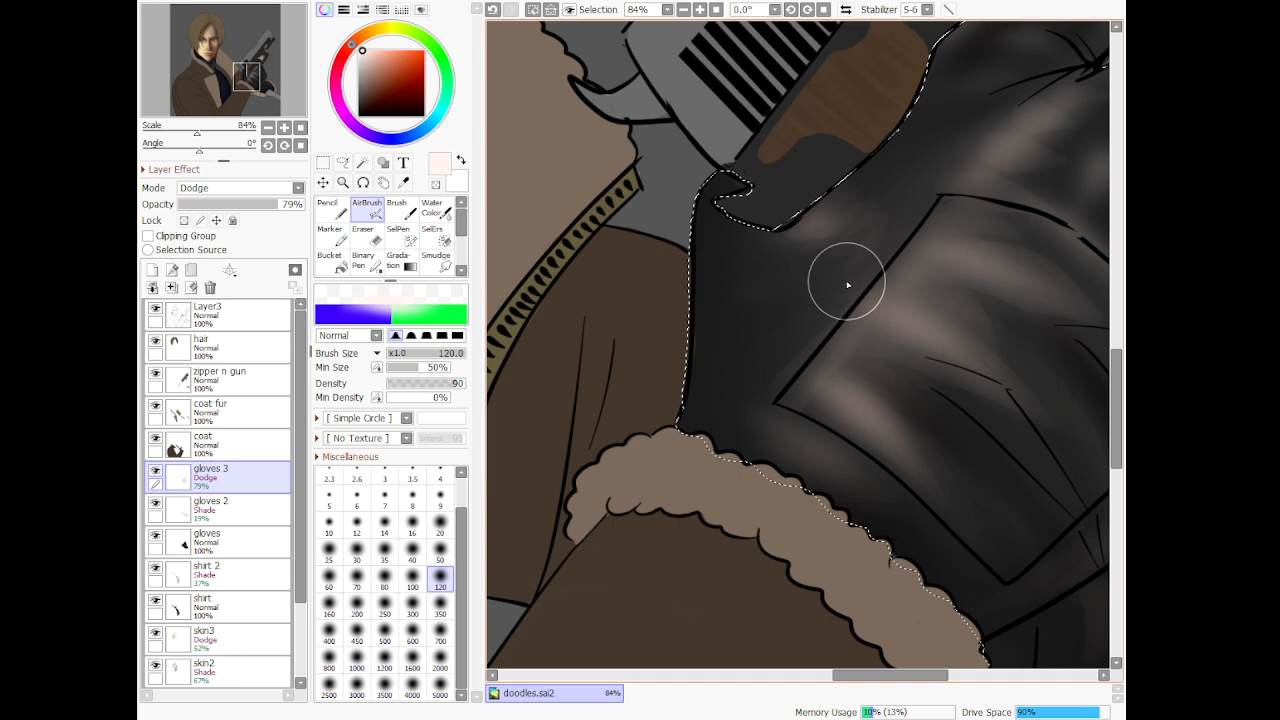 Selection 84% 0.0° Stabilizer S-6
Scale 84%
Angle 0°
Layer Effect
Mode Dodge
Opacity 79%
Lock
Clipping Group
Selection Source
Layer3
Normal
100%
hair
Normal
100%
zipper n gun
Normal
100%
coat fur
Normal
100%
coat
Normal
100%
gloves 3
Dodge
79%
gloves 2
Shade
19%
gloves
Normal
100%
shirt 2
Shade
37%
shirt
Normal
100%
skin3
Dodge
52%
skin2
Shade
67%
T
Pencil AirBrush Brush Water Color
Marker Eraser SelPen SelErs
Bucket Binary Pen Grada- tion Smudge
Normal
Brush Size x1.0 120.0
Min Size 50%
Density 90
Min Density 0%
[ Simple Circle ]
[ No Texture ] 95
Miscellaneous
2.3 2.6 3 3.5 4
5 6 7 8 9
10 12 14 16 20
25 30 35 40 50
60 70 80 100 120
160 200 250 300 350
400 450 500 600 700
800 1000 1200 1600 2000
2500 3000 3500 4000 5000
doodles.sai2 84%
Memory Usage 10% (13%) Drive Space 90%